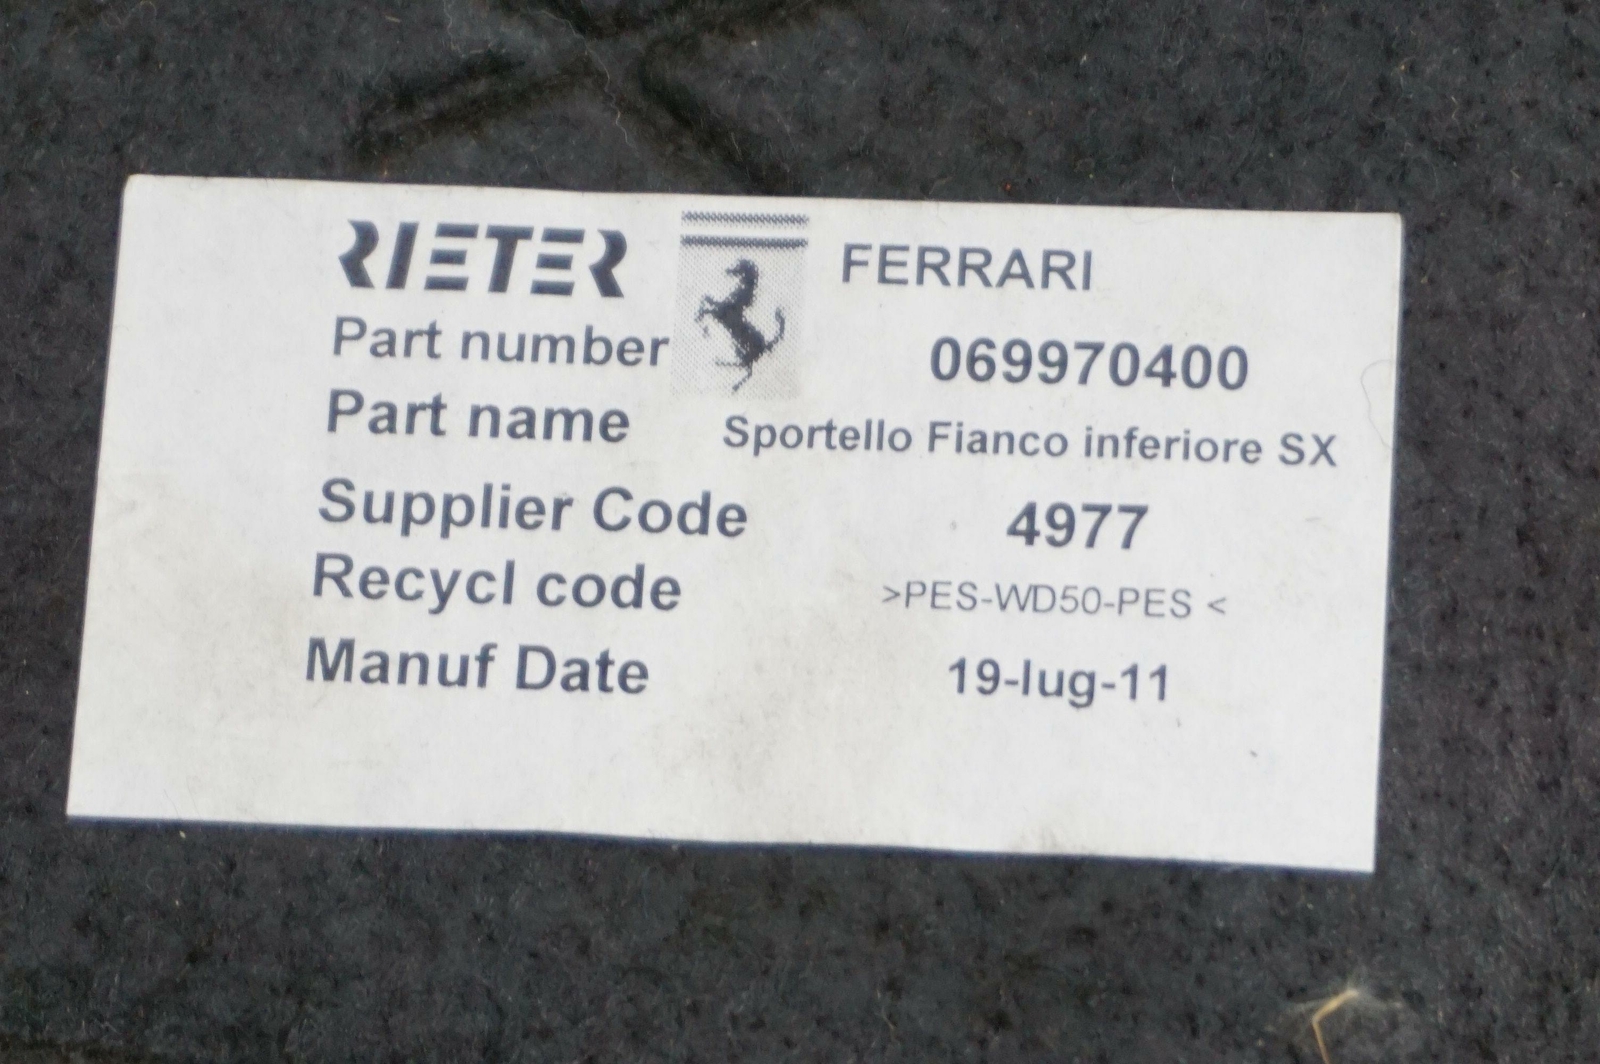 RIETER FERRARI
Part number 069970400
Part name Sportello Fianco inferiore SX
Supplier Code 4977
Recycl code >PES-WD50-PES <
Manuf Date 19-lug-11